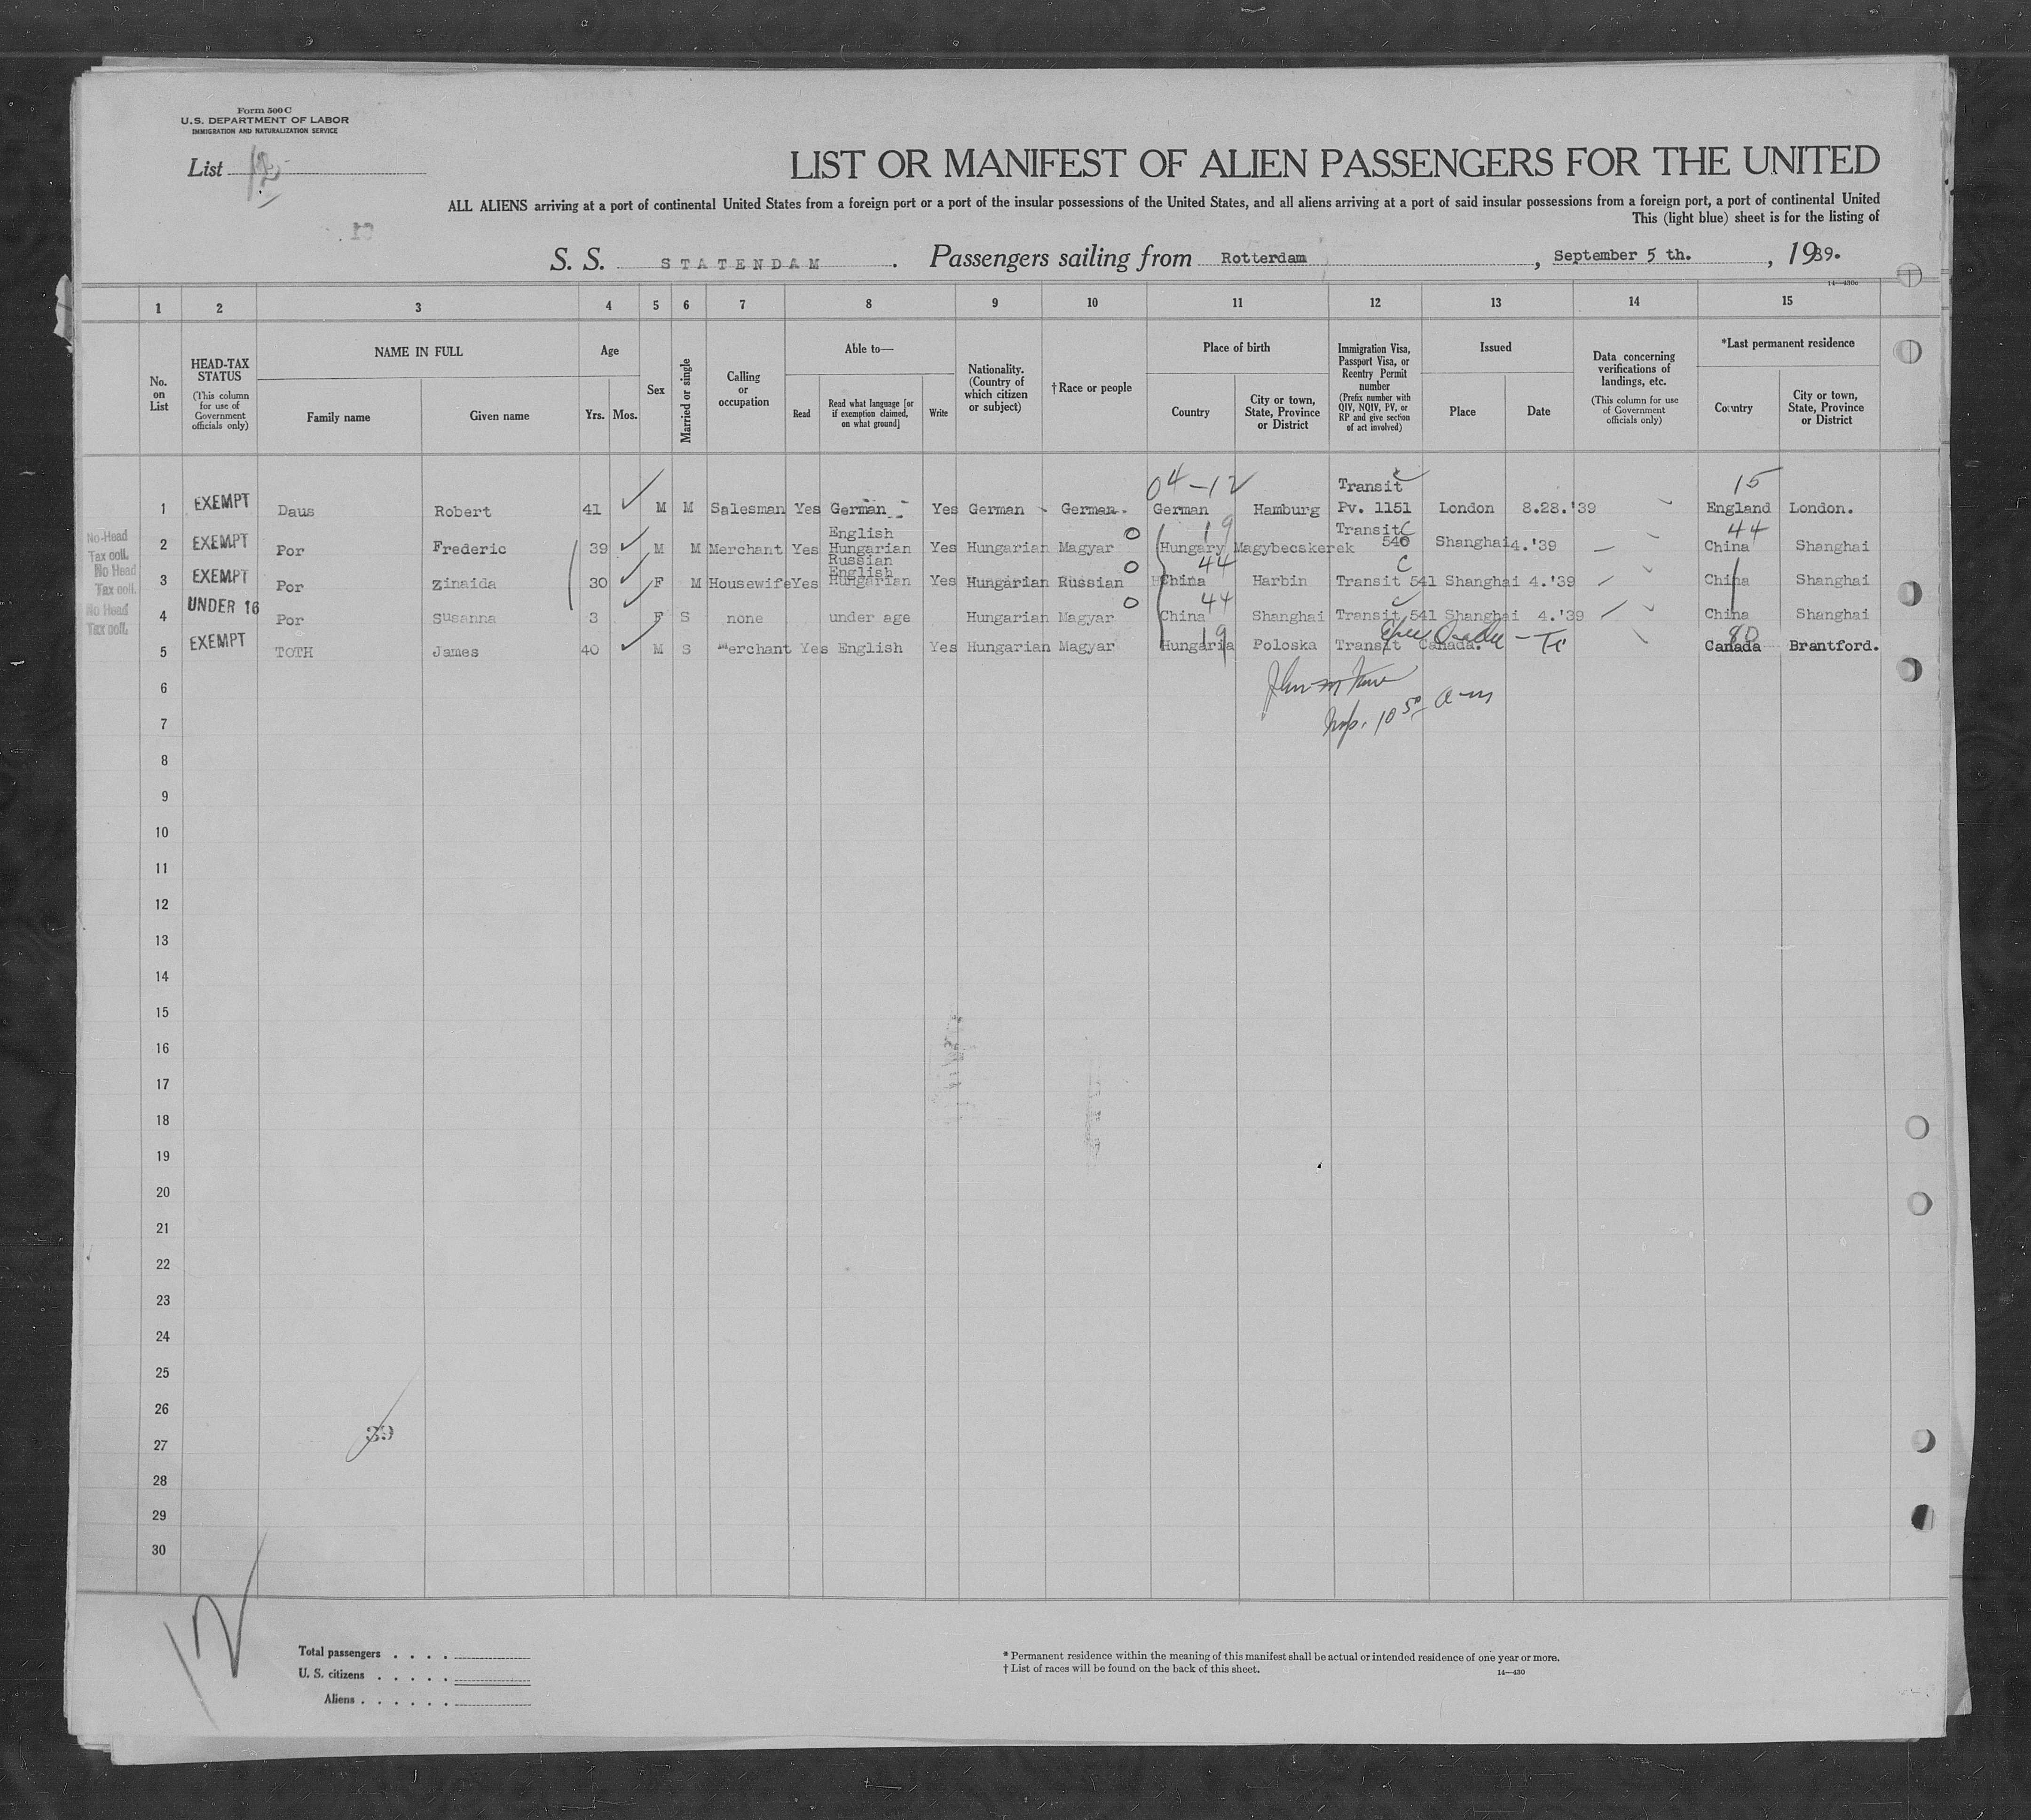 Form 500 C
U.S. DEPARTMENT OF LABOR
IMMIGRATION AND NATURALIZATION SERVICE
List
LIST OR MANIFEST OF ALIEN PASSENGERS FOR THE UNITED
ALL ALIENS arriving at a port of continental United States from a foreign port or a port of the insular possessions of the United States, and all aliens arriving at a port of said insular possessions from a foreign port, a port of continental United
This (light blue) sheet is for the listing of
S. S. STATENDAM . Passengers sailing from Rotterdam , September 5 th. , 1939.
14—430c
1 2 3 4 5 6 7 8 9 10 11 12 13 14 15
No. on List
HEAD-TAX STATUS (This column for use of Government officials only)
NAME IN FULL
Family name Given name
Age
Yrs. Mos.
Sex
Married or single
Calling or occupation
Able to—
Read Read what language [or if exemption claimed, on what ground] Write
Nationality. (Country of which citizen or subject)
†Race or people
Place of birth
Country City or town, State, Province or District
Immigration Visa, Passport Visa, or Reentry Permit number (Prefix number with QIV, NQIV, PV, or RP and give section of act involved)
Issued
Place Date
Data concerning verifications of landings, etc. (This column for use of Government officials only)
*Last permanent residence
Country City or town, State, Province or District
04-12 Transit C 15
1 EXEMPT Daus Robert 41 M M Salesman Yes German Yes German German German Hamburg Pv. 1151 London 8.28.'39 England London.
No Head Tax coll. English 19 Transit C 44
2 EXEMPT Por Frederic 39 M M Merchant Yes Hungarian Yes Hungarian Magyar Hungary Magybecskerek 540 Shanghai 4.'39 China Shanghai
No Head Tax coll. Russian English 44 C
3 EXEMPT Por Zinaida 30 F M Housewife Yes Hungarian Yes Hungarian Russian China Harbin Transit 541 Shanghai 4.'39 China Shanghai
No Head Tax coll. 44 C
4 UNDER 16 Por Susanna 3 F S none under age Hungarian Magyar China Shanghai Transit 541 Shanghai 4.'39 China Shanghai
19 80
5 EXEMPT TOTH James 40 M S Merchant Yes English Yes Hungarian Magyar Hungaria Poloska Transit Canada. Canada Brantford.
6
7 10 50 a-m
8
9
10
11
12
13
14
15
16
17
18
19
20
21
22
23
24
25
26
39
27
28
29
30
12
Total passengers
U. S. citizens
Aliens
* Permanent residence within the meaning of this manifest shall be actual or intended residence of one year or more.
† List of races will be found on the back of this sheet.
14—430